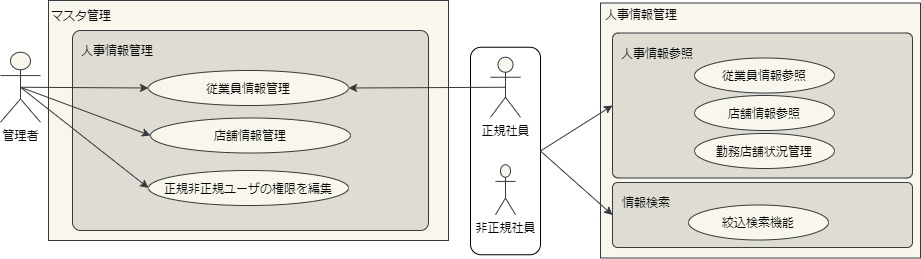 マスタ管理
人事情報管理
従業員情報管理
店舗情報管理
正規非正規ユーザの権限を編集
管理者
正規社員
非正規社員
人事情報管理
人事情報参照
従業員情報参照
店舗情報参照
勤務店舗状況管理
情報検索
絞込検索機能